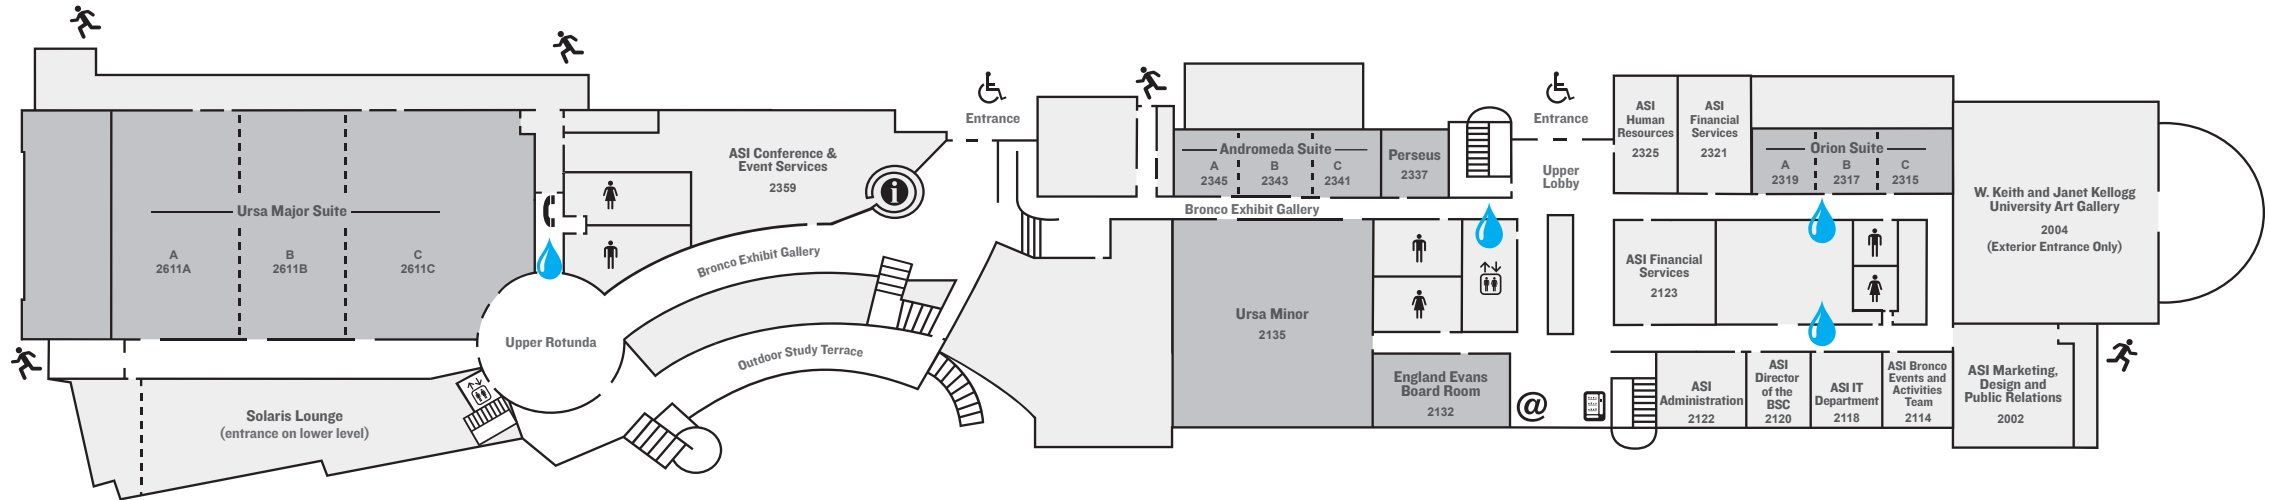 Entrance
Entrance
ASI Conference &
Event Services
2359
Ursa Major Suite
A
2611A
B
2611B
C
2611C
Bronco Exhibit Gallery
Upper Rotunda
Outdoor Study Terrace
Solaris Lounge
(entrance on lower level)
Andromeda Suite
A
2345
B
2343
C
2341
Perseus
2337
Bronco Exhibit Gallery
Upper
Lobby
Ursa Minor
2135
England Evans
Board Room
2132
@
ASI
Human
Resources
2325
ASI
Financial
Services
2321
Orion Suite
A
2319
B
2317
C
2315
ASI Financial
Services
2123
W. Keith and Janet Kellogg
University Art Gallery
2004
(Exterior Entrance Only)
ASI
Administration
2122
ASI
Director
of the
BSC
2120
ASI IT
Department
2118
ASI Bronco
Events and
Activities
Team
2114
ASI Marketing,
Design and
Public Relations
2002